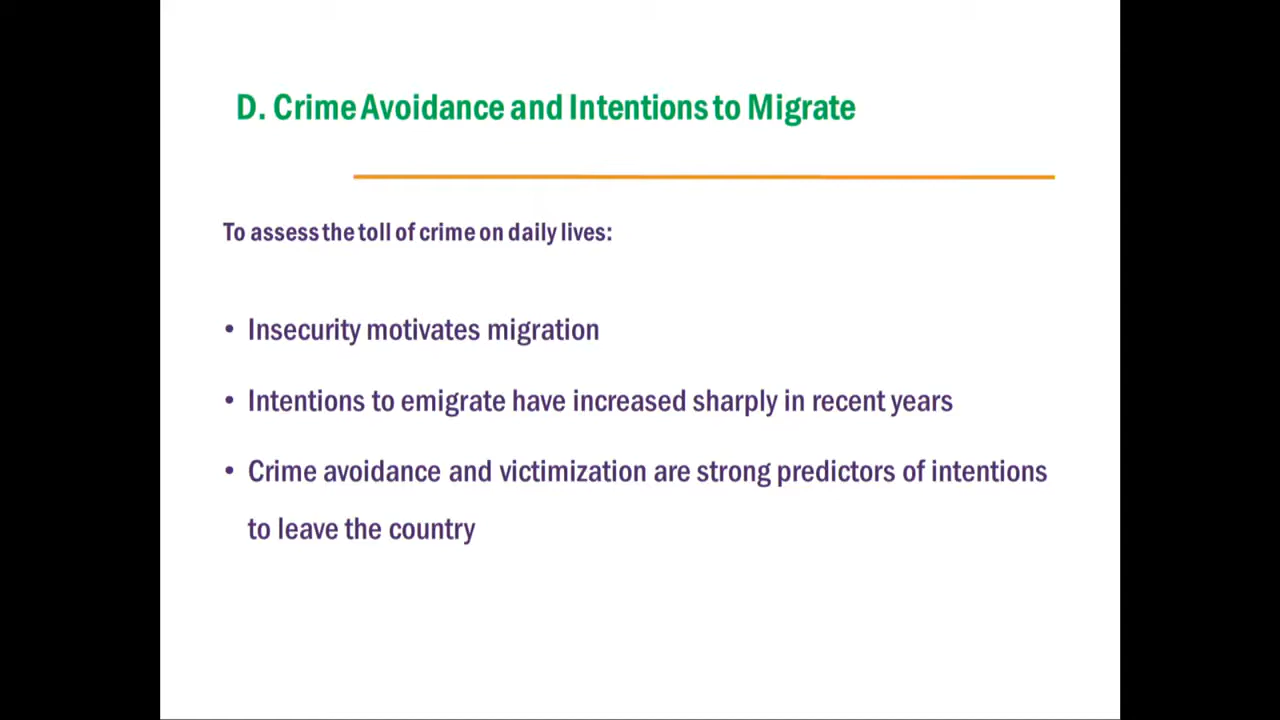 D. Crime Avoidance and Intentions to Migrate
To assess the toll of crime on daily lives:
• Insecurity motivates migration
• Intentions to emigrate have increased sharply in recent years
• Crime avoidance and victimization are strong predictors of intentions
to leave the country